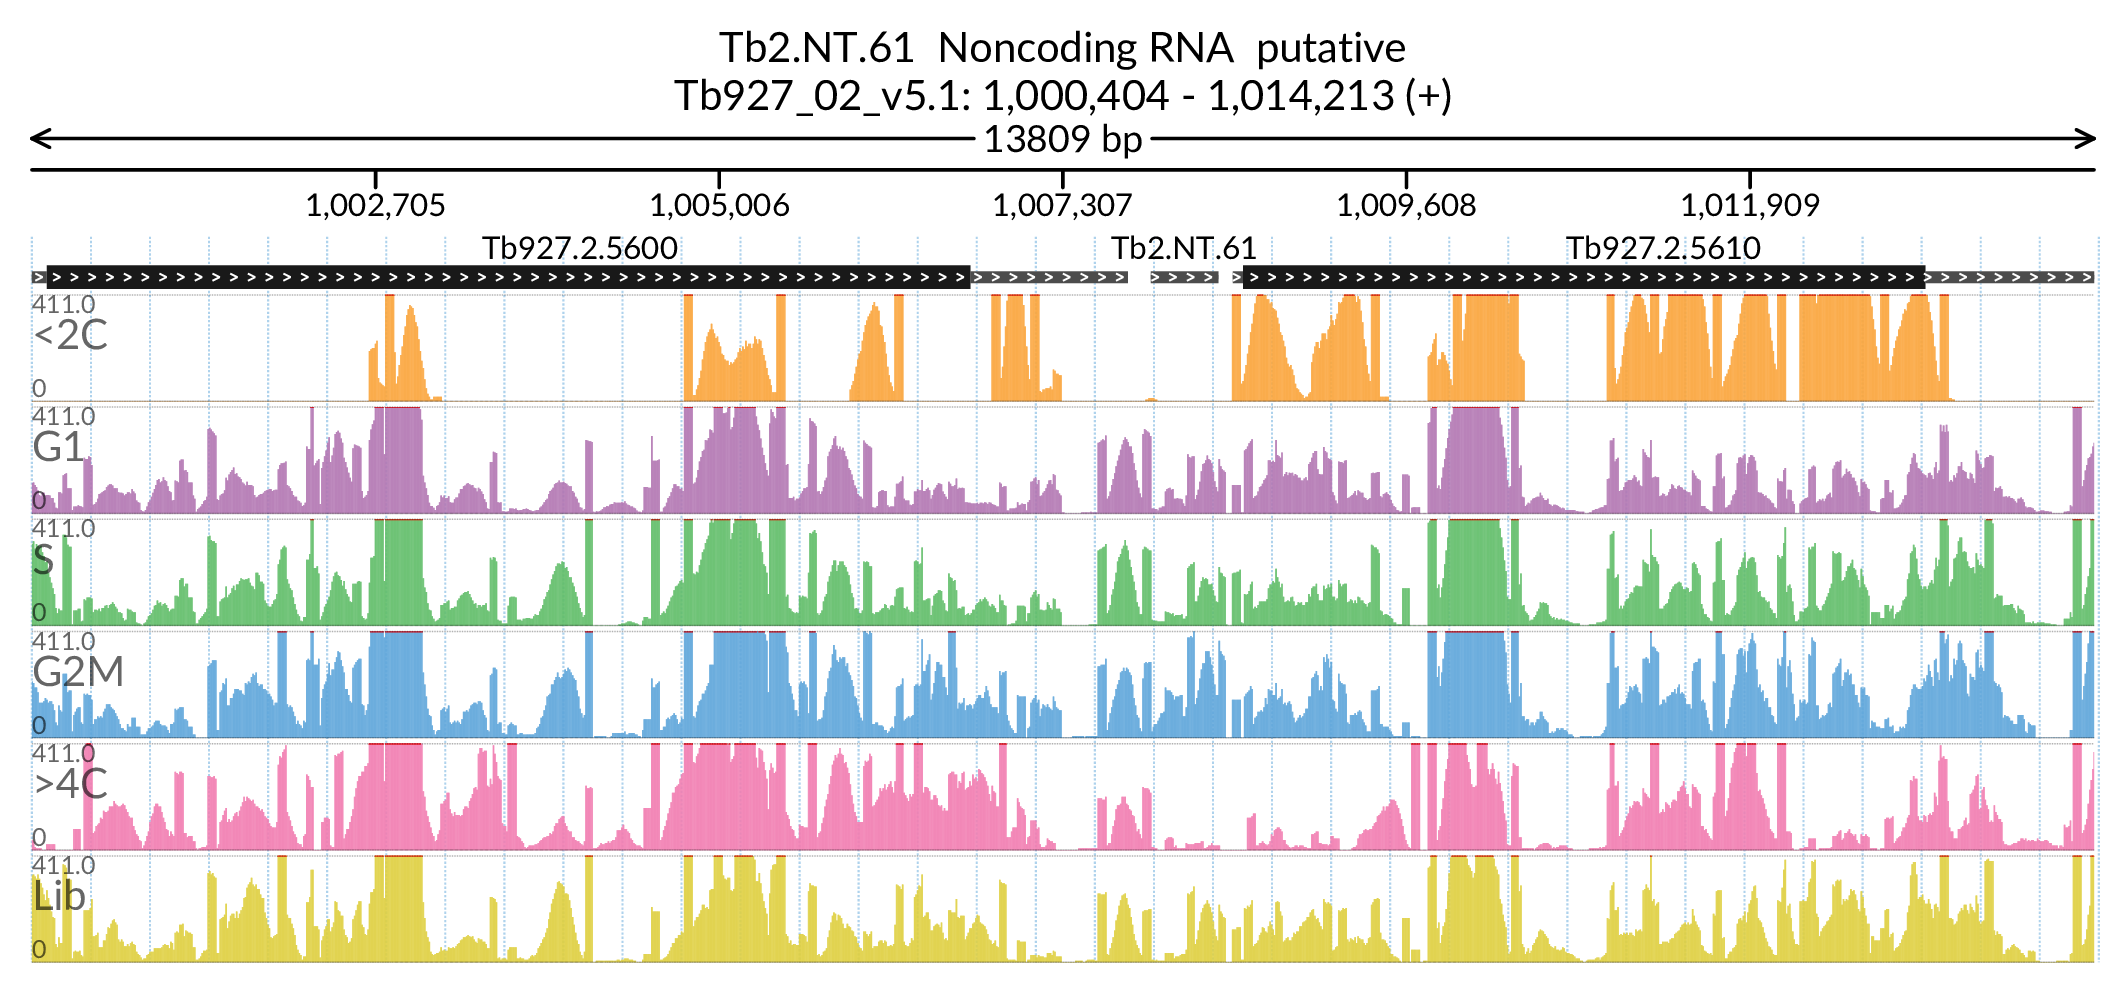 Tb2.NT.61 Noncoding RNA putative
Tb927_02_v5.1: 1,000,404 - 1,014,213 (+)
13809 bp
1,002,705 1,005,006 1,007,307 1,009,608 1,011,909
Tb927.2.5600 Tb2.NT.61 Tb927.2.5610
411.0
<2C
0
411.0
G1
0
411.0
S
0
411.0
G2M
0
411.0
>4C
0
411.0
Lib
0